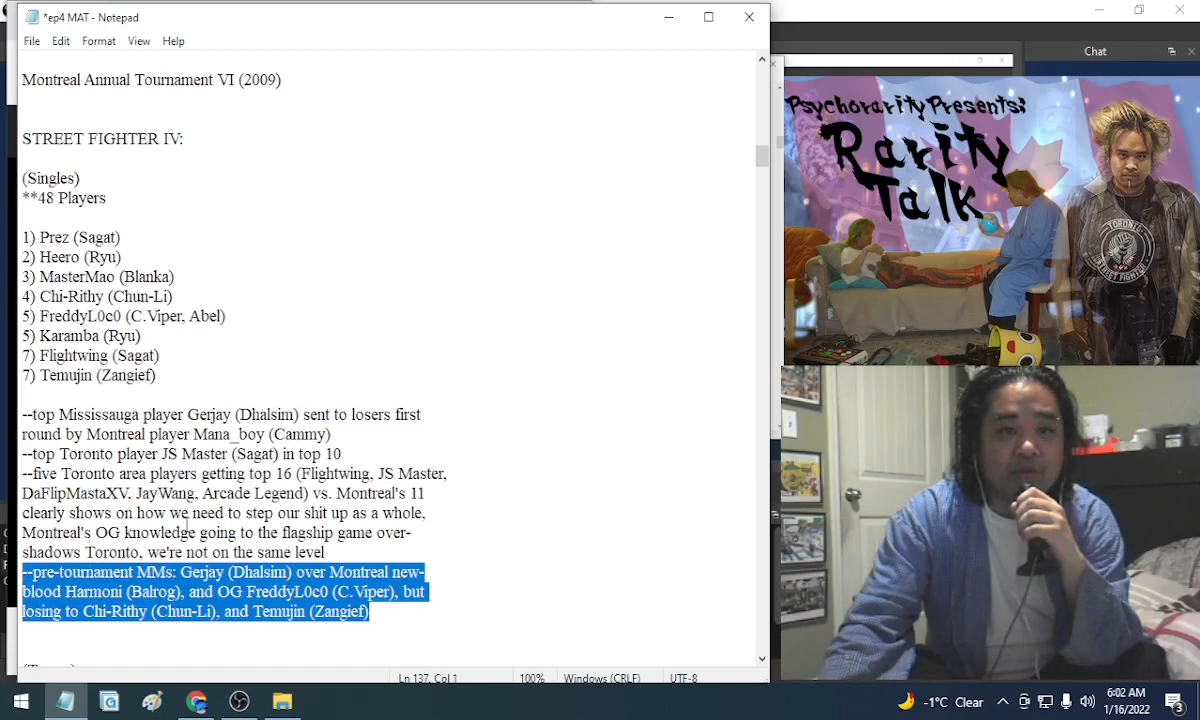 *ep4 MAT - Notepad
File Edit Format View Help
Montreal Annual Tournament VI (2009)
STREET FIGHTER IV:
(Singles)
**48 Players
1) Prez (Sagat)
2) Heero (Ryu)
3) MasterMao (Blanka)
4) Chi-Rithy (Chun-Li)
5) FreddyL0c0 (C.Viper, Abel)
5) Karamba (Ryu)
7) Flightwing (Sagat)
7) Temujin (Zangief)
--top Mississauga player Gerjay (Dhalsim) sent to losers first
round by Montreal player Mana_boy (Cammy)
--top Toronto player JS Master (Sagat) in top 10
--five Toronto area players getting top 16 (Flightwing, JS Master,
DaFlipMastaXV, JayWang, Arcade Legend) vs. Montreal's 11
clearly shows on how we need to step our shit up as a whole,
Montreal's OG knowledge going to the flagship game over-
shadows Toronto, we're not on the same level
--pre-tournament MMs: Gerjay (Dhalsim) over Montreal new-
blood Harmoni (Balrog), and OG FreddyL0c0 (C.Viper), but
losing to Chi-Rithy (Chun-Li), and Temujin (Zangief)
Ln 137, Col 1 100% Windows (CRLF) UTF-8
Chat
PsychorarityPresents:
Rarity
Talk
TORONTO
STREET FIGHTER
-1°C Clear
6:02 AM
1/16/2022
3